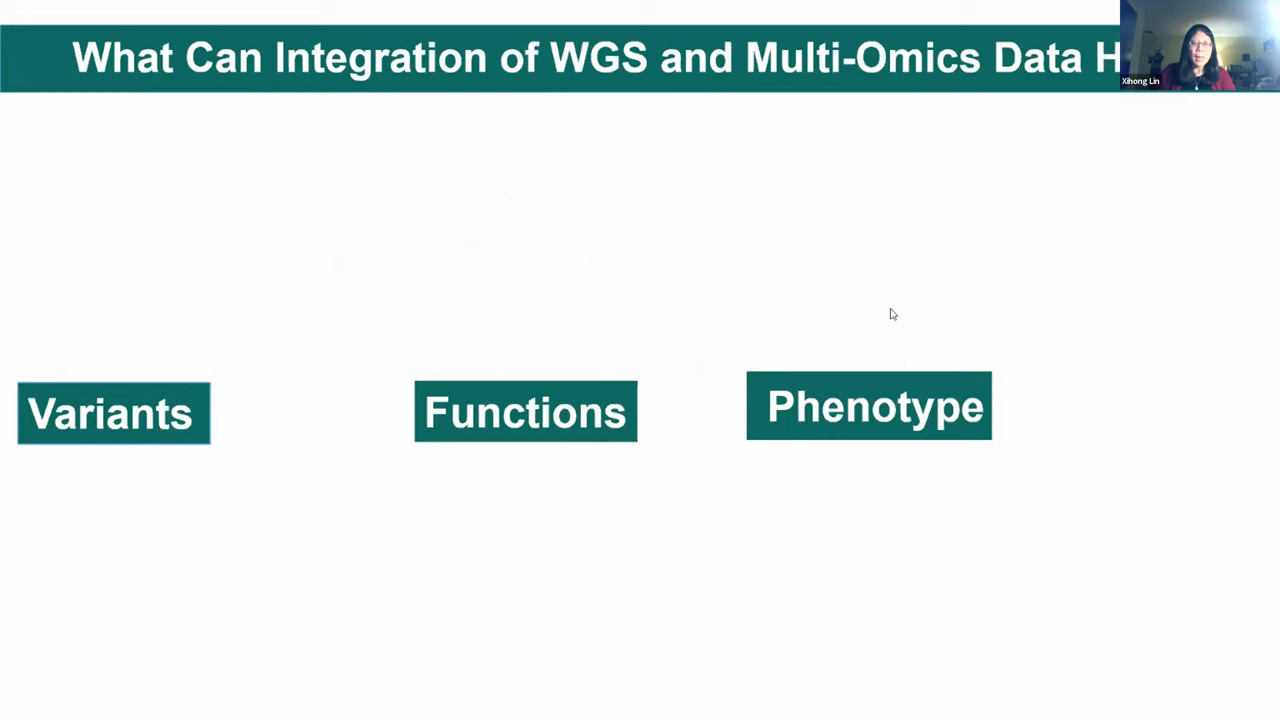 What Can Integration of WGS and Multi-Omics Data H
Xihong Lin
Variants
Functions
Phenotype